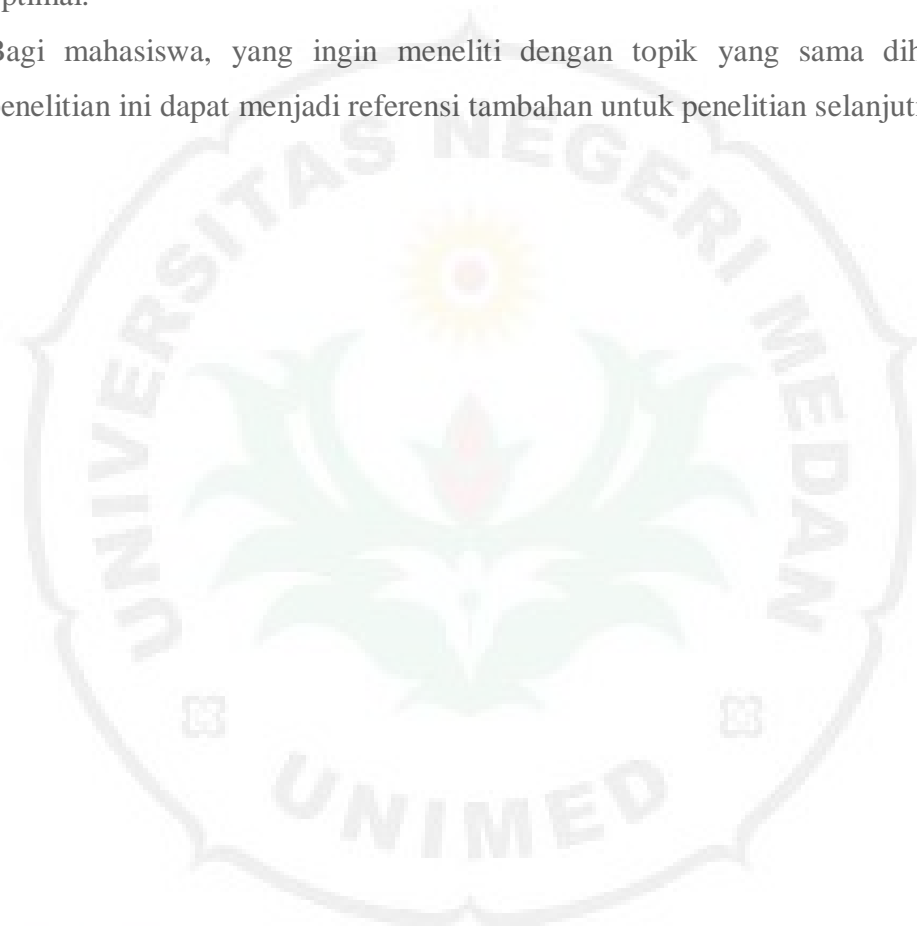 ptimal.
Bagi mahasiswa, yang ingin meneliti dengan topik yang sama dih
enelitian ini dapat menjadi referensi tambahan untuk penelitian selanjut
UNIVERSITAS NEGERI MEDAN
UNIMED